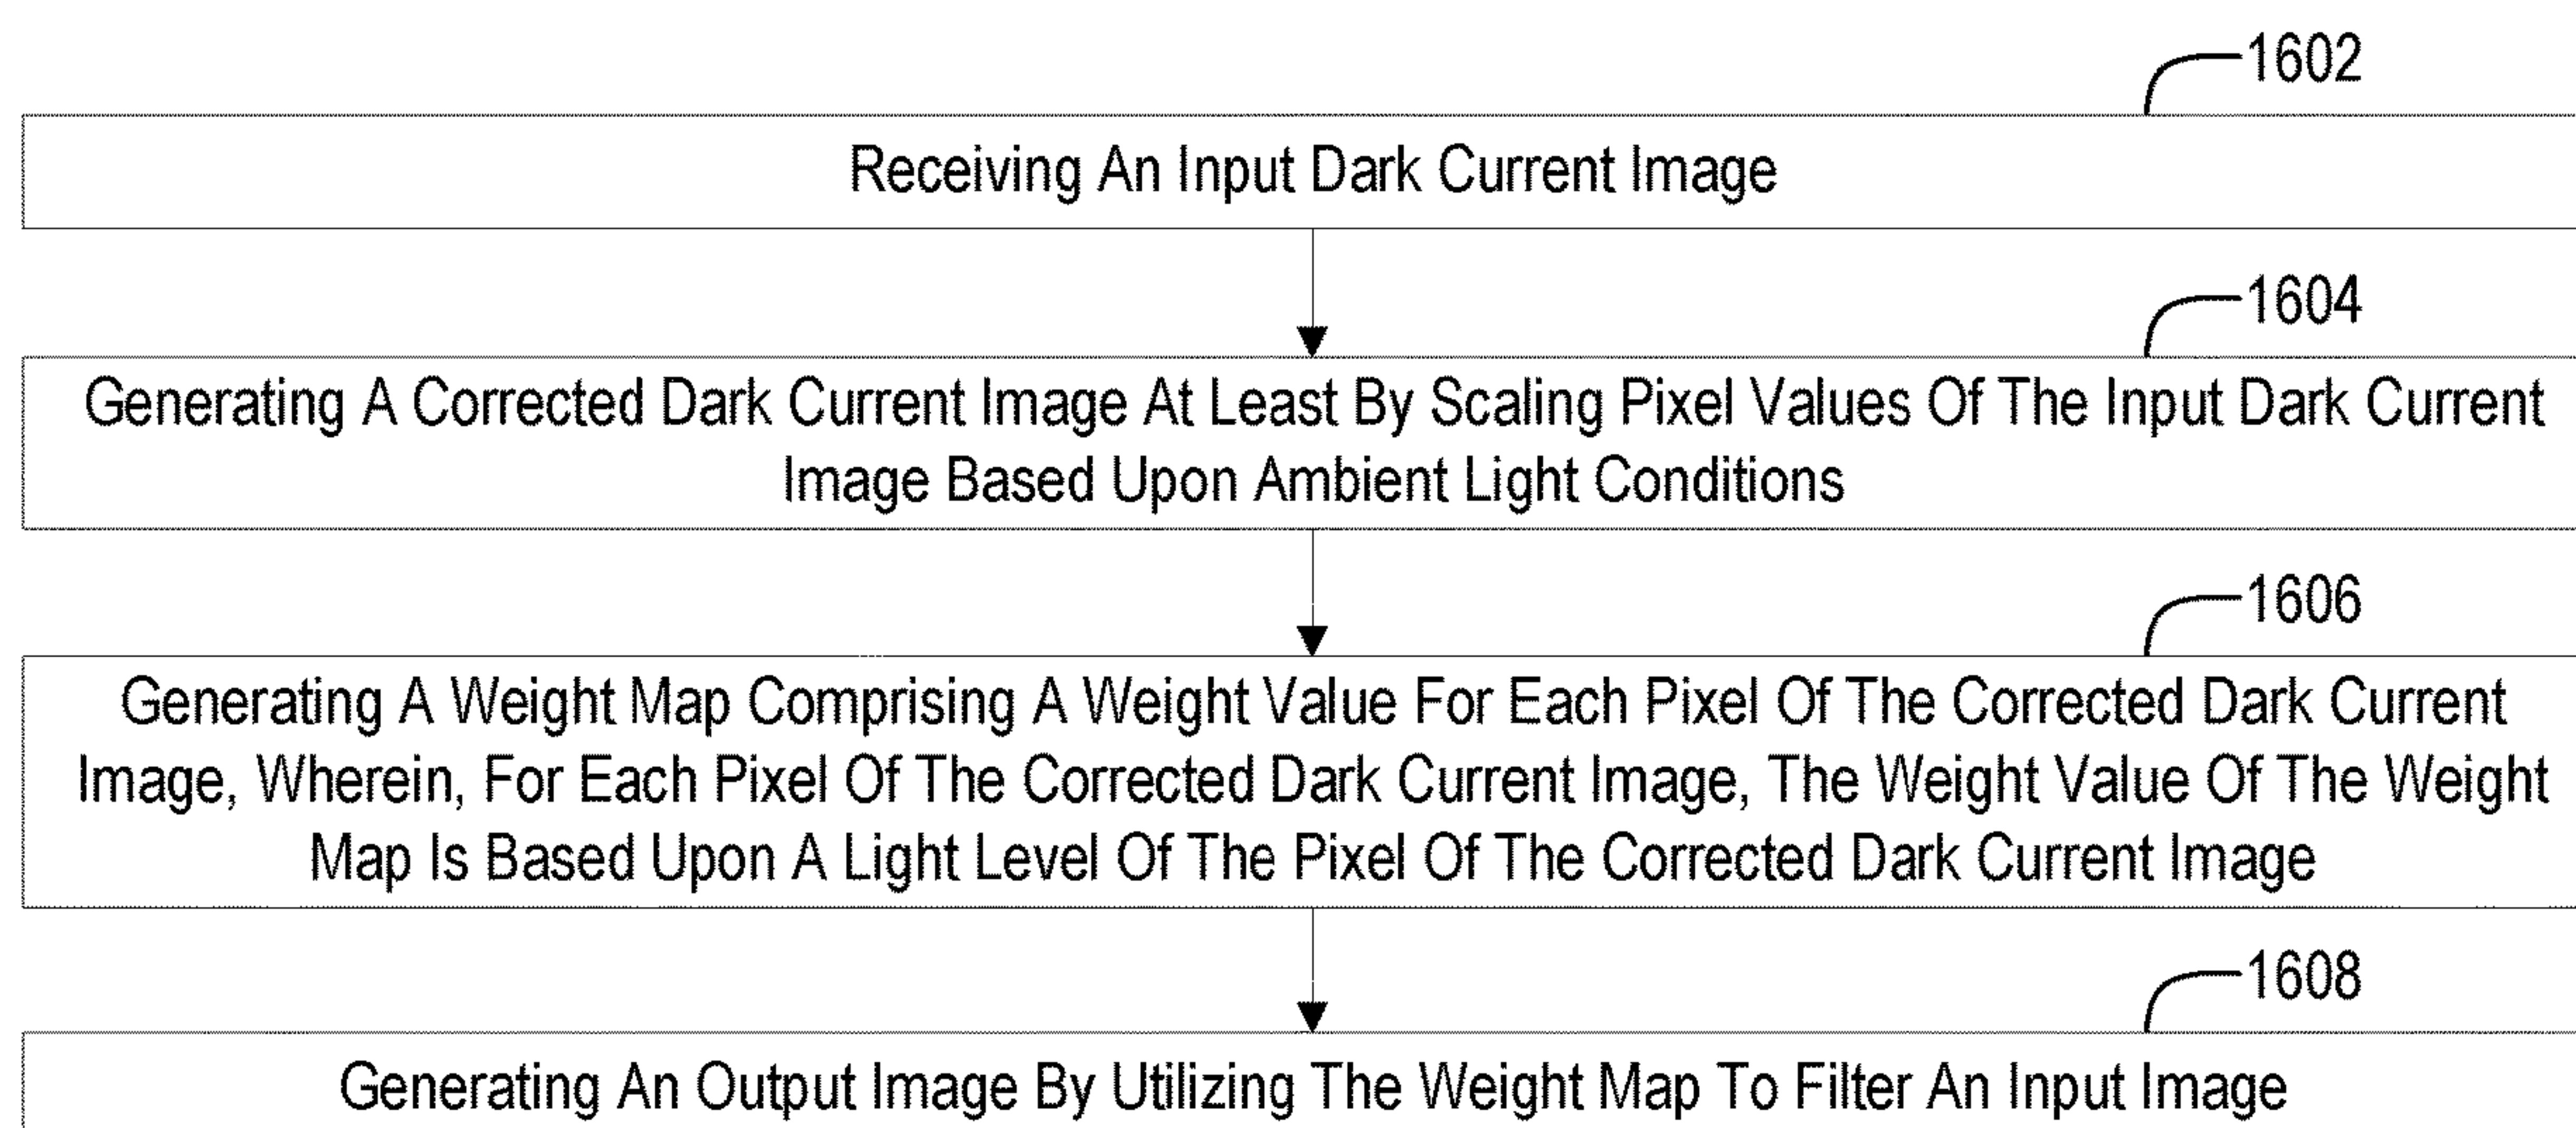 1602
Receiving An Input Dark Current Image
1604
Generating A Corrected Dark Current Image At Least By Scaling Pixel Values Of The Input Dark Current
Image Based Upon Ambient Light Conditions
1606
Generating A Weight Map Comprising A Weight Value For Each Pixel Of The Corrected Dark Current
Image, Wherein, For Each Pixel Of The Corrected Dark Current Image, The Weight Value Of The Weight
Map Is Based Upon A Light Level Of The Pixel Of The Corrected Dark Current Image
1608
Generating An Output Image By Utilizing The Weight Map To Filter An Input Image